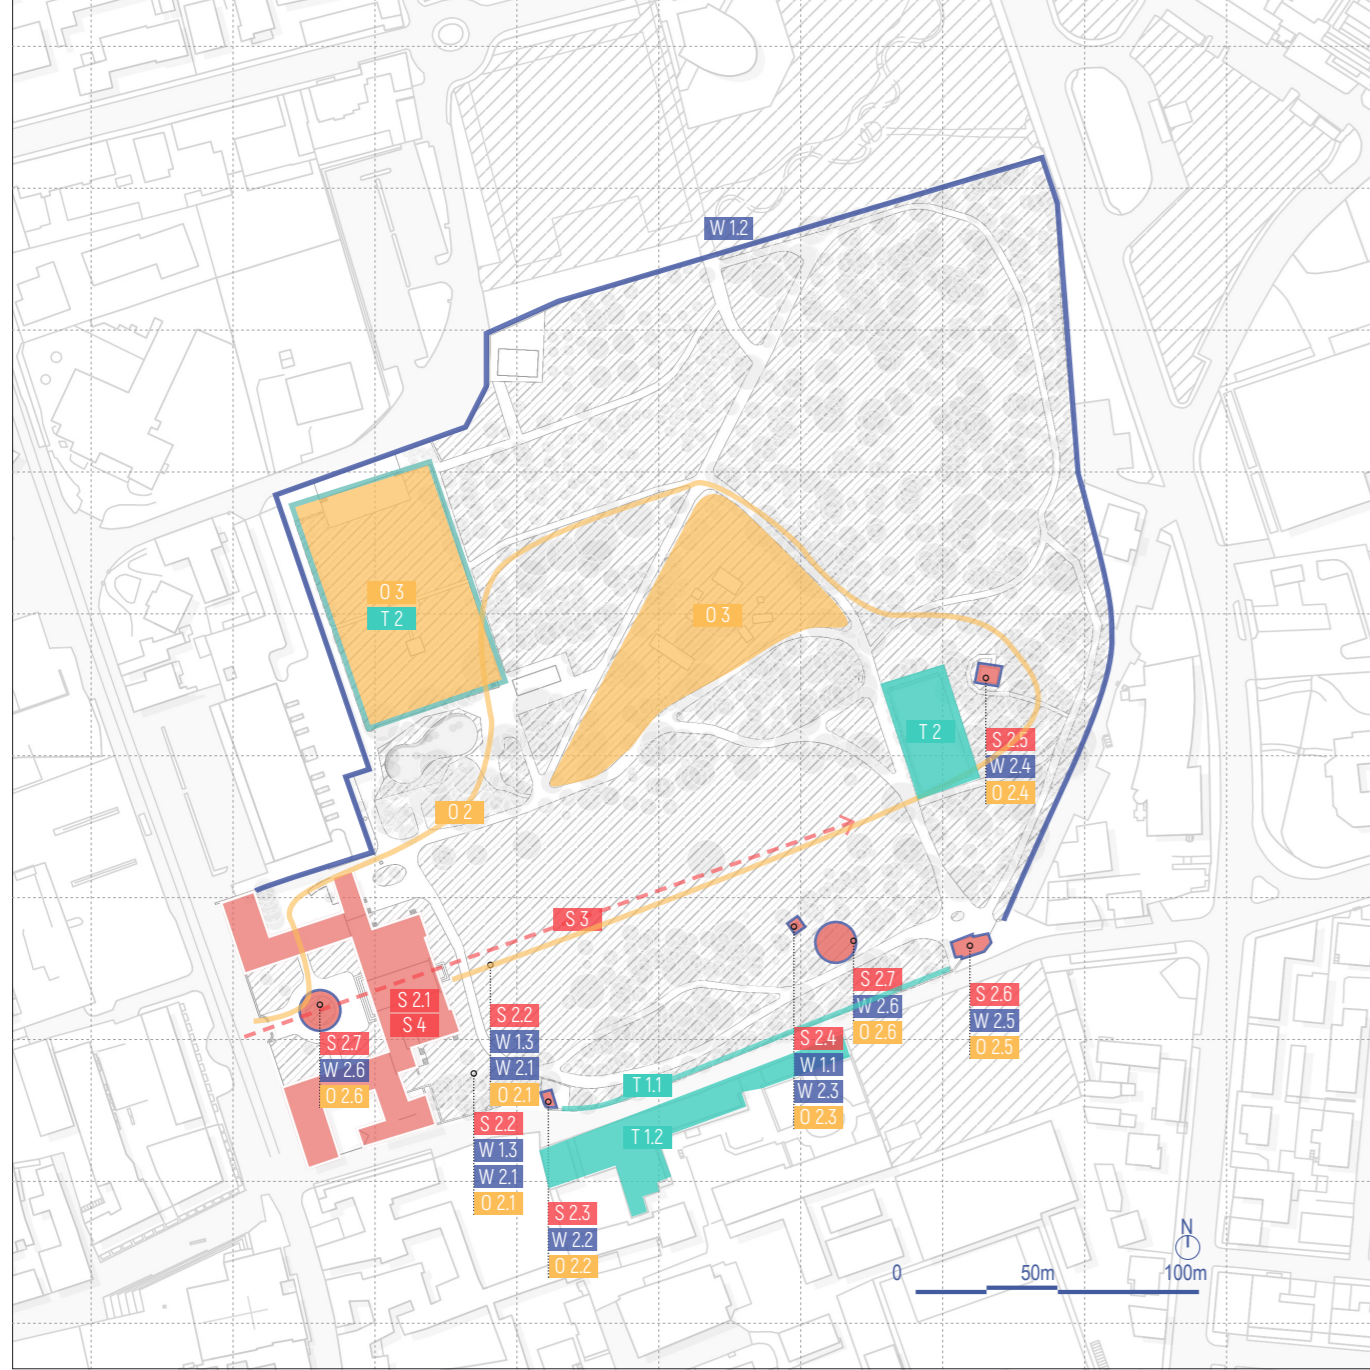 W 1.2
O 3
T 2
O 3
T 2
S 2.5
W 2.4
O 2.4
O 2
S 3
S 2.1
S 4
S 2.7
W 2.6
O 2.6
S 2.2
W 1.3
W 2.1
O 2.1
S 2.7
W 2.6
O 2.6
S 2.6
W 2.5
O 2.5
S 2.4
W 1.1
W 2.3
O 2.3
T 1.1
T 1.2
S 2.2
W 1.3
W 2.1
O 2.1
S 2.3
W 2.2
O 2.2
N
0 50m 100m